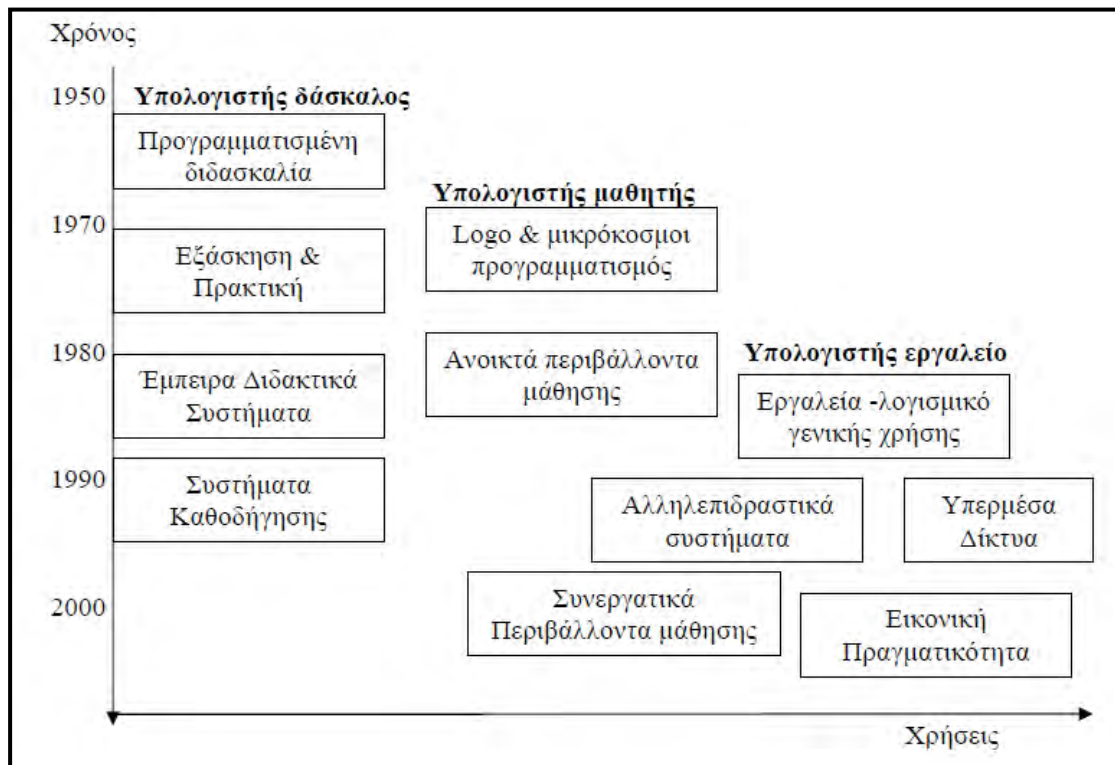 Χρόνος
1950
Υπολογιστής δάσκαλος
Προγραμματισμένη
διδασκαλία
Υπολογιστής μαθητής
1970
Logo & μικρόκοσμοι
προγραμματισμός
Εξάσκηση &
Πρακτική
1980
Ανοικτά περιβάλλοντα
μάθησης
Υπολογιστής εργαλείο
Έμπειρα Διδακτικά
Συστήματα
Εργαλεία -λογισμικό
γενικής χρήσης
1990
Συστήματα
Καθοδήγησης
Αλληλεπιδραστικά
συστήματα
Υπερμέσα
Δίκτυα
2000
Συνεργατικά
Περιβάλλοντα μάθησης
Εικονική
Πραγματικότητα
Χρήσεις